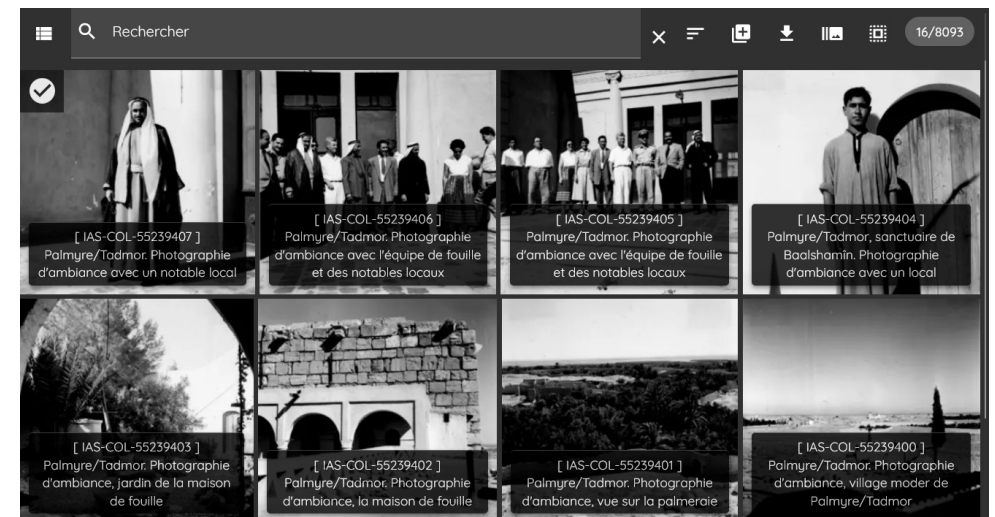 Rechercher
16/8093
[ IAS-COL-55239407 ]
Palmyre/Tadmor. Photographie
d'ambiance avec un notable local
[ IAS-COL-55239406 ]
Palmyre/Tadmor. Photographie
d'ambiance avec l'équipe de fouille
et des notables locaux
[ IAS-COL-55239405 ]
Palmyre/Tadmor. Photographie
d'ambiance avec l'équipe de fouille
et des notables locaux
[ IAS-COL-55239404 ]
Palmyre/Tadmor, sanctuaire de
Baalshamîn. Photographie
d'ambiance avec un local
[ IAS-COL-55239403 ]
Palmyre/Tadmor. Photographie
d'ambiance, jardin de la maison
de fouille
[ IAS-COL-55239402 ]
Palmyre/Tadmor. Photographie
d'ambiance, la maison de fouille
[ IAS-COL-55239401 ]
Palmyre/Tadmor. Photographie
d'ambiance, vue sur la palmeraie
[ IAS-COL-55239400 ]
Palmyre/Tadmor. Photographie
d'ambiance, village moder de
Palmyre/Tadmor